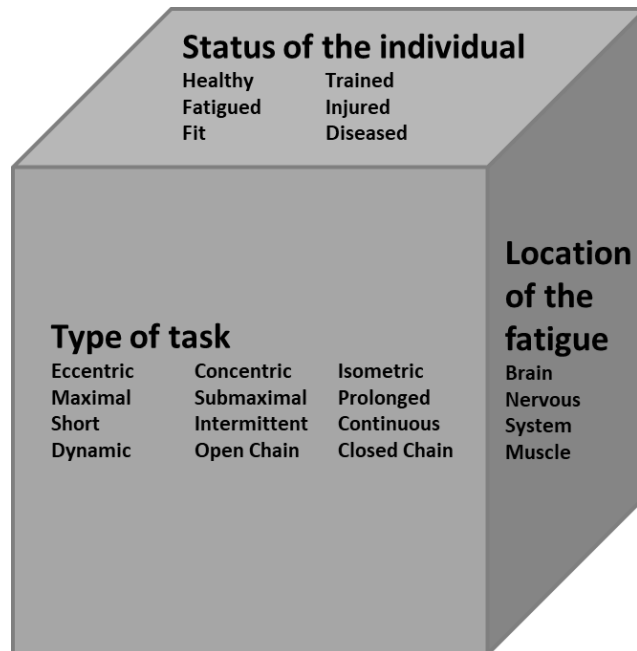 Status of the individual
Healthy Trained
Fatigued Injured
Fit Diseased
Type of task
Eccentric Concentric Isometric
Maximal Submaximal Prolonged
Short Intermittent Continuous
Dynamic Open Chain Closed Chain
Location
of the
fatigue
Brain
Nervous
System
Muscle